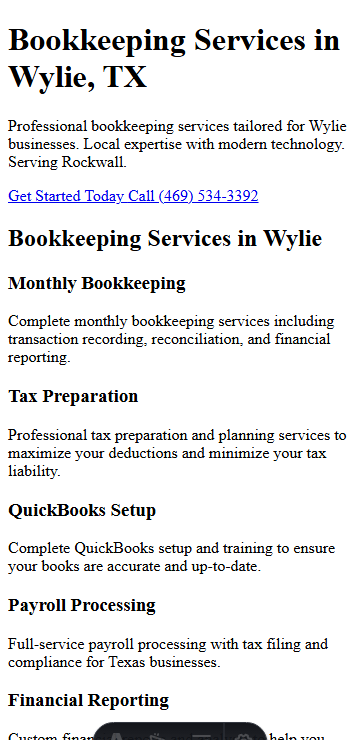 Bookkeeping Services in
Wylie, TX
Professional bookkeeping services tailored for Wylie
businesses. Local expertise with modern technology.
Serving Rockwall.
Get Started Today Call (469) 534-3392
Bookkeeping Services in Wylie
Monthly Bookkeeping
Complete monthly bookkeeping services including
transaction recording, reconciliation, and financial
reporting.
Tax Preparation
Professional tax preparation and planning services to
maximize your deductions and minimize your tax
liability.
QuickBooks Setup
Complete QuickBooks setup and training to ensure
your books are accurate and up-to-date.
Payroll Processing
Full-service payroll processing with tax filing and
compliance for Texas businesses.
Financial Reporting
Custom help you